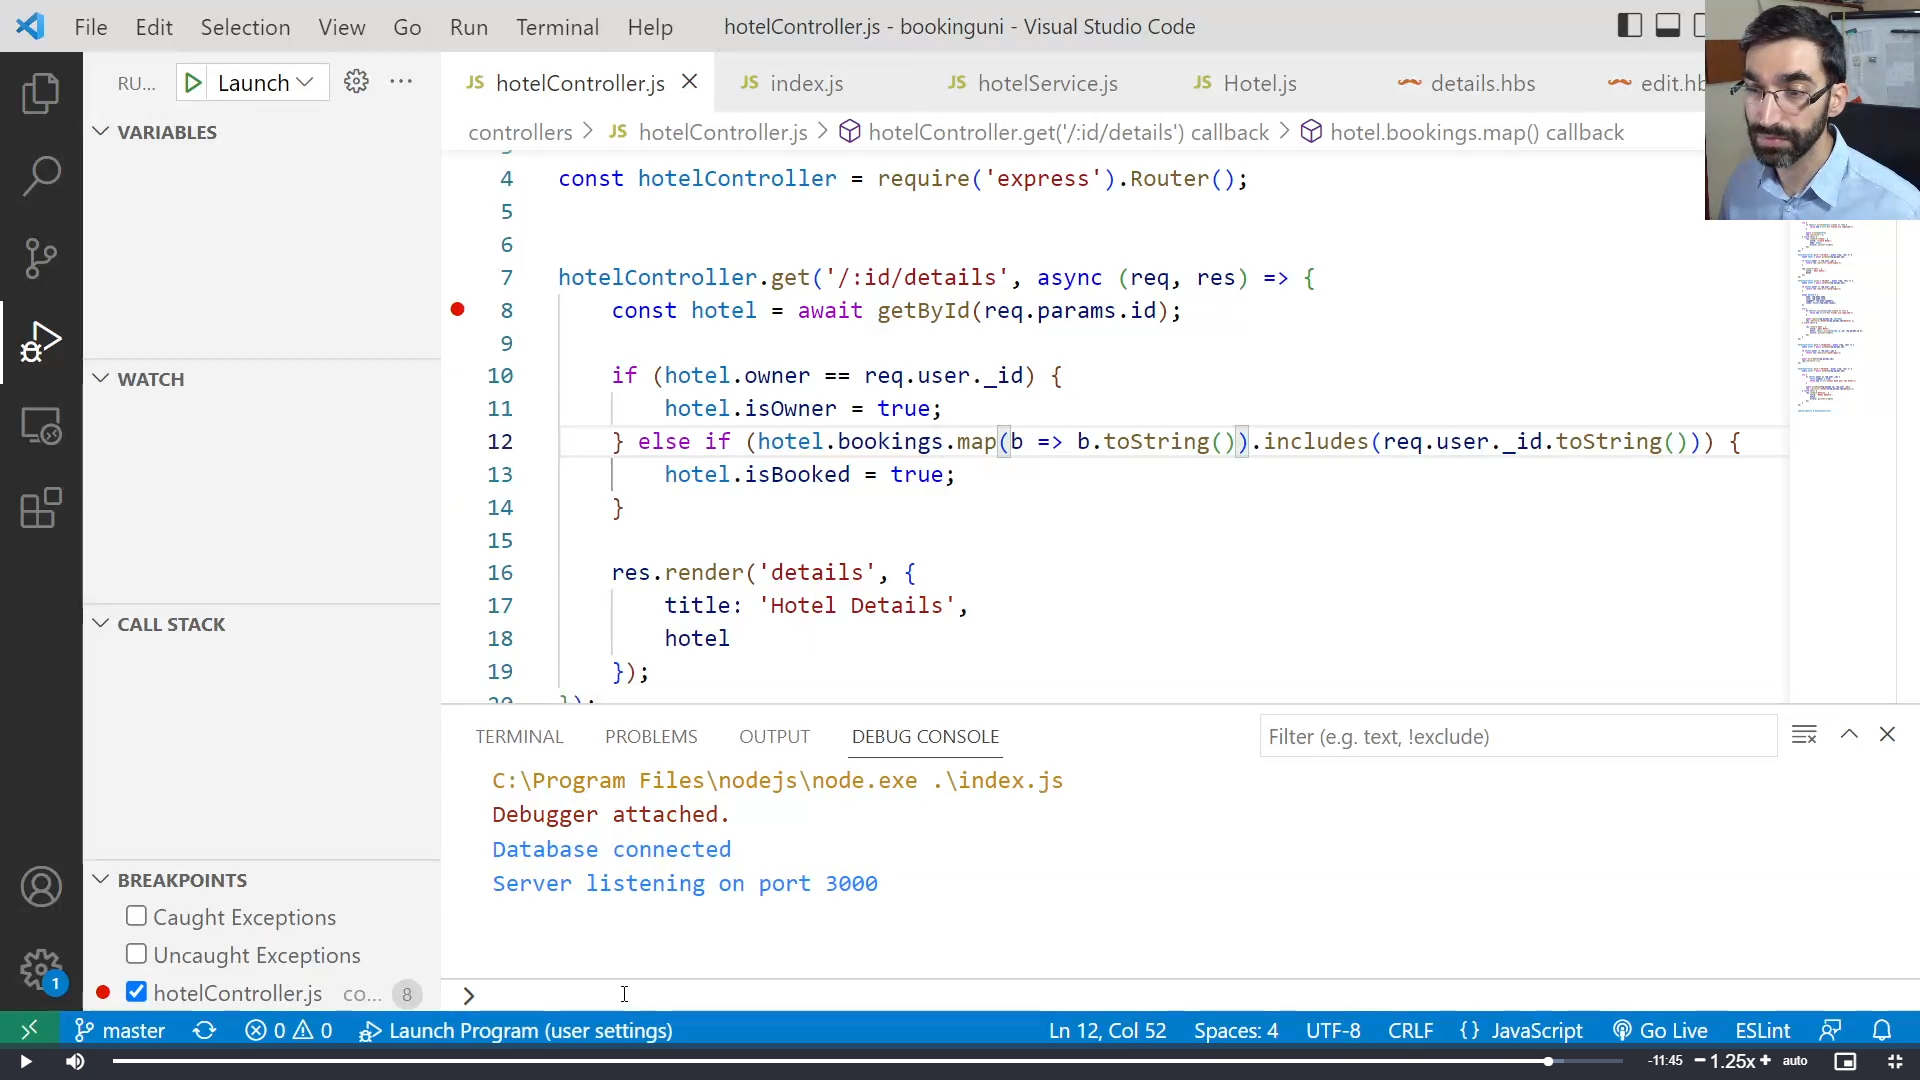 File Edit Selection View Go Run Terminal Help hotelController.js - bookinguni - Visual Studio Code
RU... Launch ···
JS hotelController.js JS index.js JS hotelService.js JS Hotel.js details.hbs edit.hb
controllers > JS hotelController.js > hotelController.get('/:id/details') callback > hotel.bookings.map() callback
VARIABLES
WATCH
CALL STACK
BREAKPOINTS
Caught Exceptions
Uncaught Exceptions
hotelController.js co... 8
4 const hotelController = require('express').Router();
5
6
7 hotelController.get('/:id/details', async (req, res) => {
8 const hotel = await getById(req.params.id);
9
10 if (hotel.owner == req.user._id) {
11 hotel.isOwner = true;
12 } else if (hotel.bookings.map(b => b.toString()).includes(req.user._id.toString())) {
13 hotel.isBooked = true;
14 }
15
16 res.render('details', {
17 title: 'Hotel Details',
18 hotel
19 });
20 });
TERMINAL PROBLEMS OUTPUT DEBUG CONSOLE Filter (e.g. text, !exclude)
C:\Program Files\nodejs\node.exe .\index.js
Debugger attached.
Database connected
Server listening on port 3000
>
1
master 0 0 Launch Program (user settings) Ln 12, Col 52 Spaces: 4 UTF-8 CRLF {} JavaScript Go Live ESLint
-11:45 − 1.25x + auto